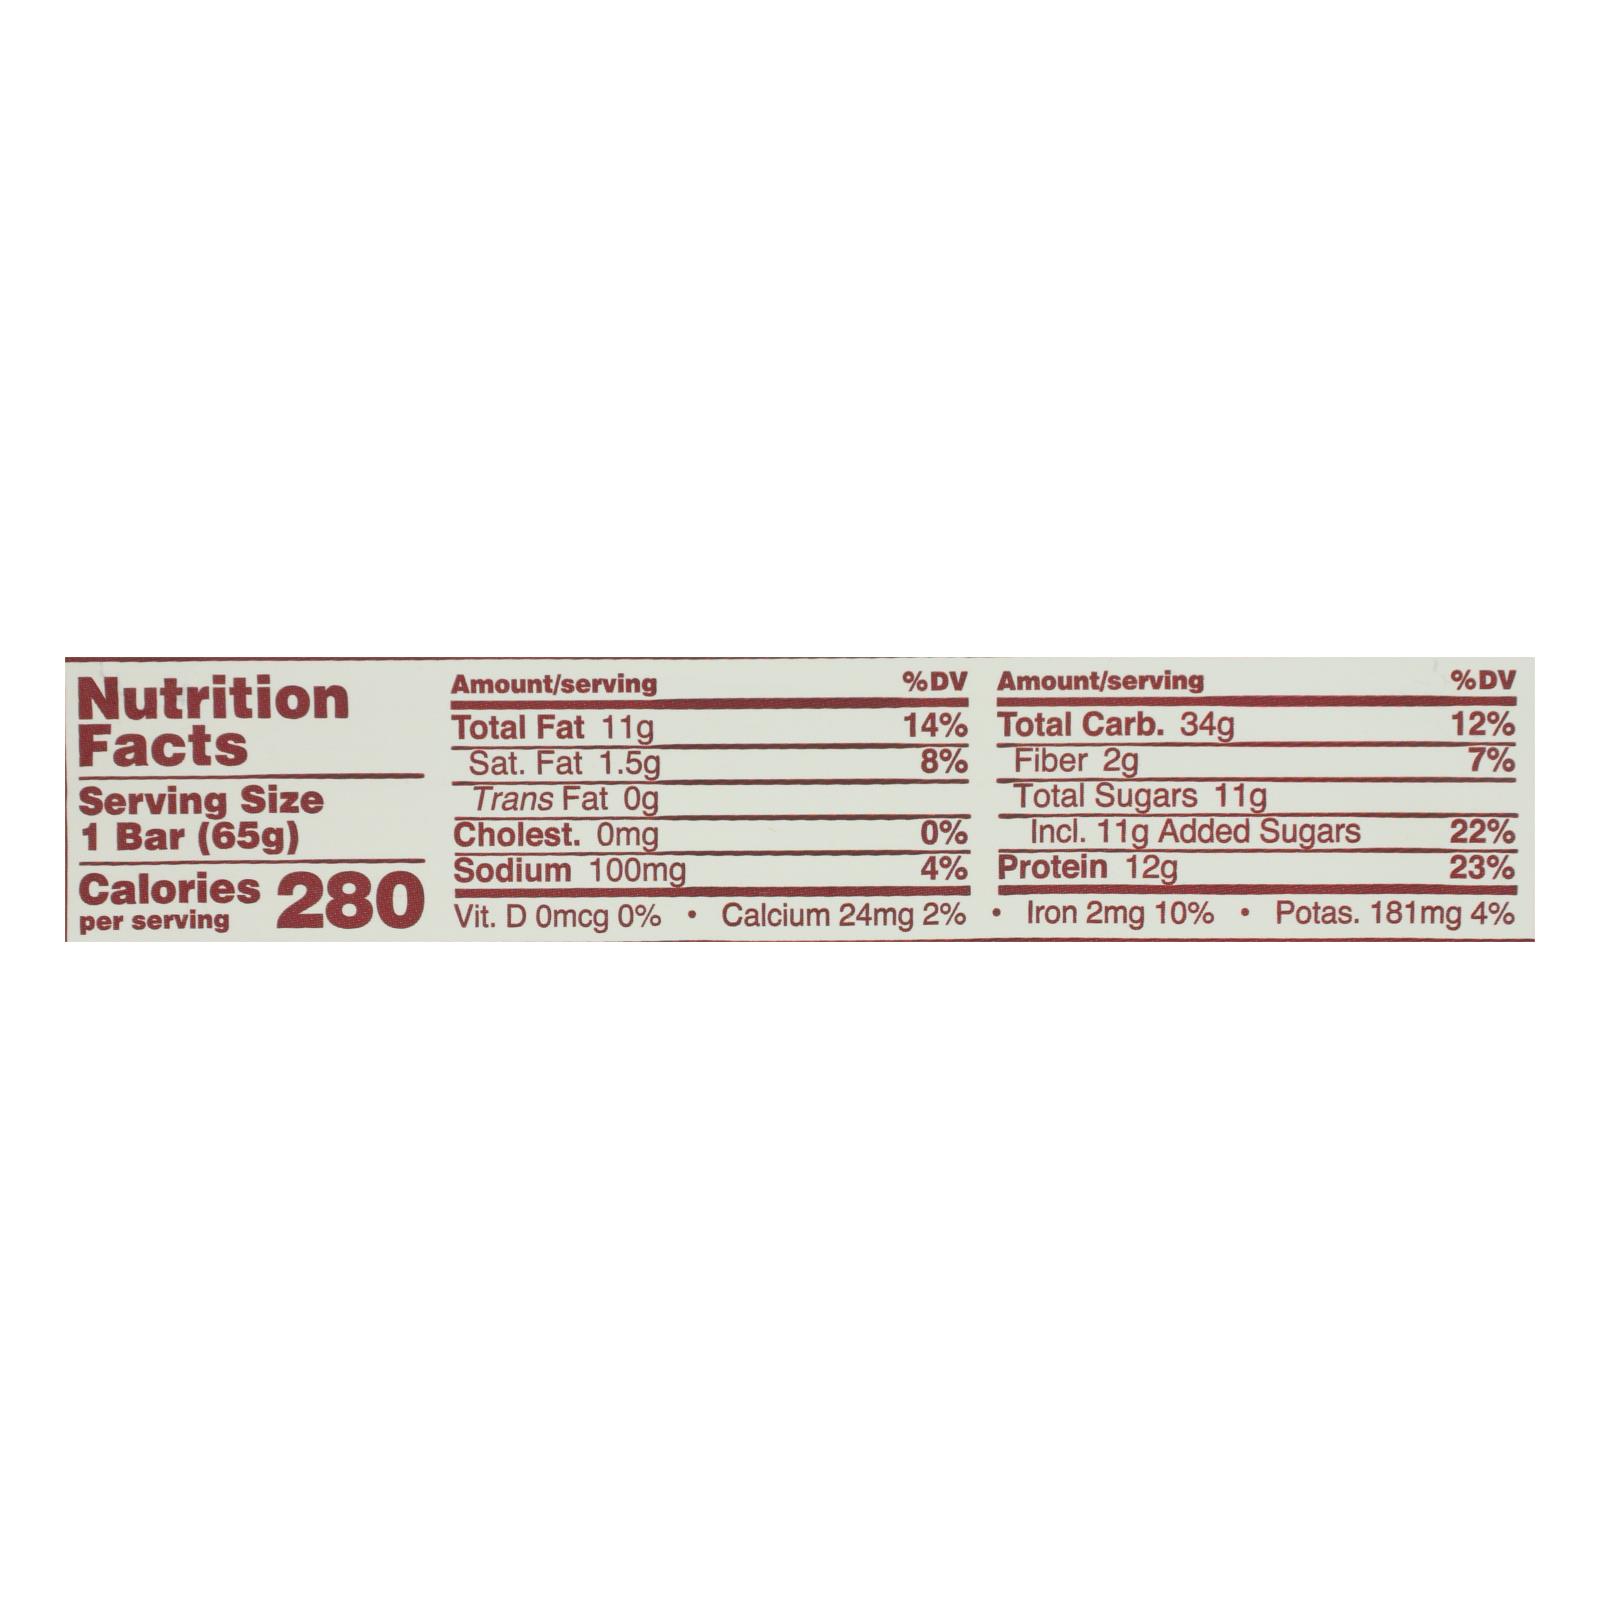 Nutrition
Facts
Serving Size
1 Bar (65g)
Calories 280
per serving
Amount/serving %DV
Total Fat 11g 14%
Sat. Fat 1.5g 8%
Trans Fat 0g
Cholest. 0mg 0%
Sodium 100mg 4%
Amount/serving %DV
Total Carb. 34g 12%
Fiber 2g 7%
Total Sugars 11g
Incl. 11g Added Sugars 22%
Protein 12g 23%
Vit. D 0mcg 0% • Calcium 24mg 2% • Iron 2mg 10% • Potas. 181mg 4%